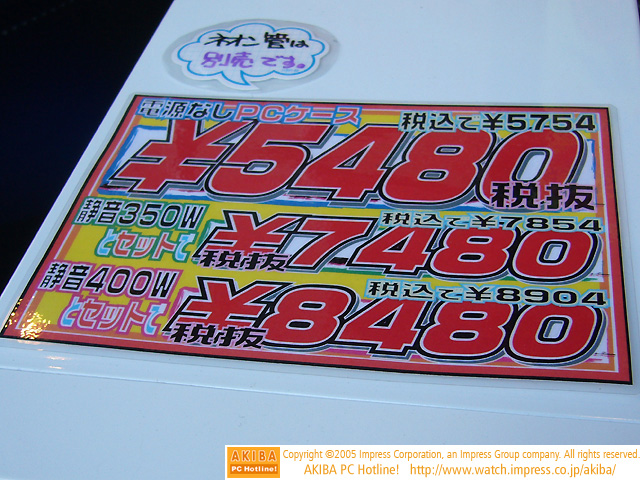 ネオン管は
別売です。
電源なしPCケース
税込で¥5754
¥5480
税抜
静音350W
とセットで
税込で¥7854
¥7480
税抜
静音400W
とセットで
税込で¥8904
¥8480
税抜
AKIBA
PC Hotline!
Copyright ©2005 Impress Corporation, an Impress Group company. All rights reserved.
AKIBA PC Hotline! http://www.watch.impress.co.jp/akiba/